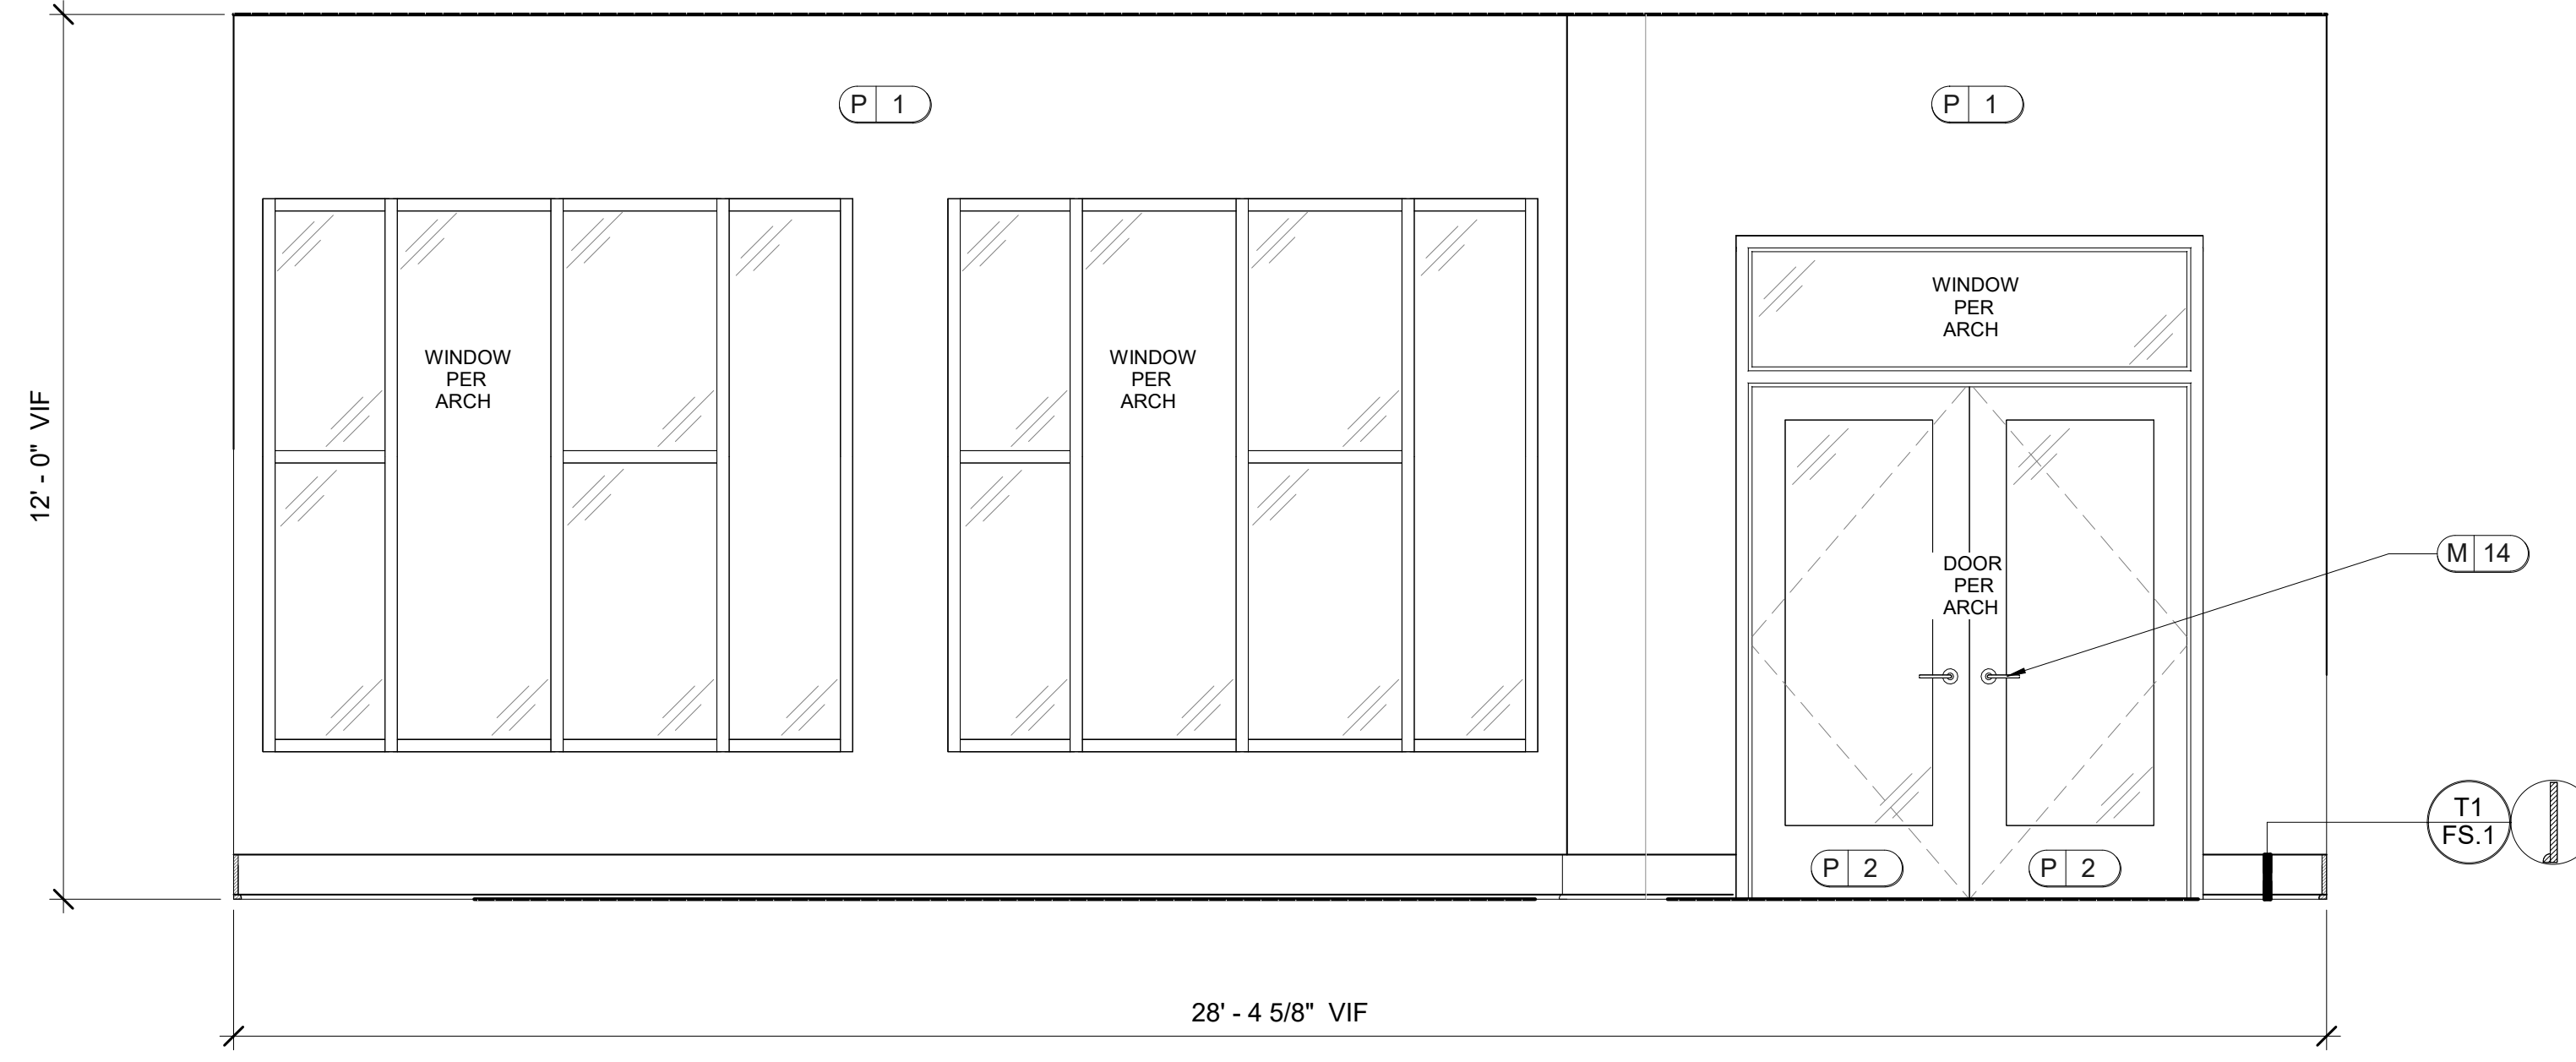 P 1
P 1
WINDOW
PER
ARCH
WINDOW
PER
ARCH
WINDOW
PER
ARCH
12' - 0" VIF
DOOR
PER
ARCH
M 14
T1
FS.1
P 2
P 2
28' - 4 5/8" VIF